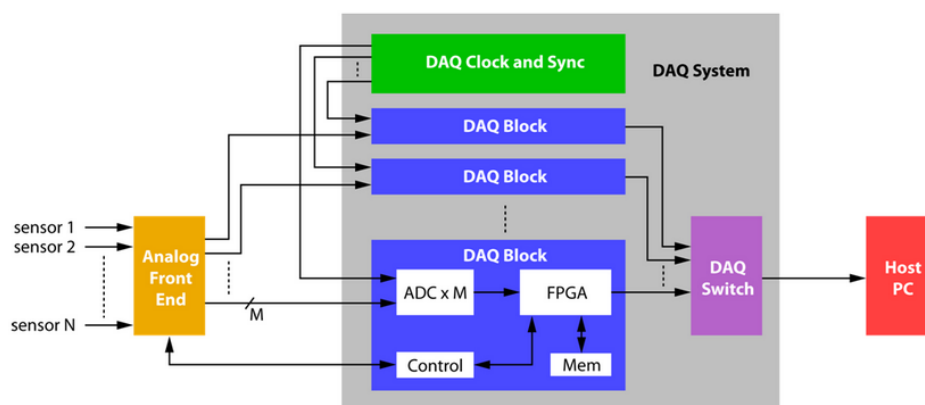 DAQ Clock and Sync
DAQ System
DAQ Block
DAQ Block
sensor 1
sensor 2
sensor N
Analog
Front
End
M
DAQ Block
ADC x M
FPGA
Control
Mem
DAQ
Switch
Host
PC